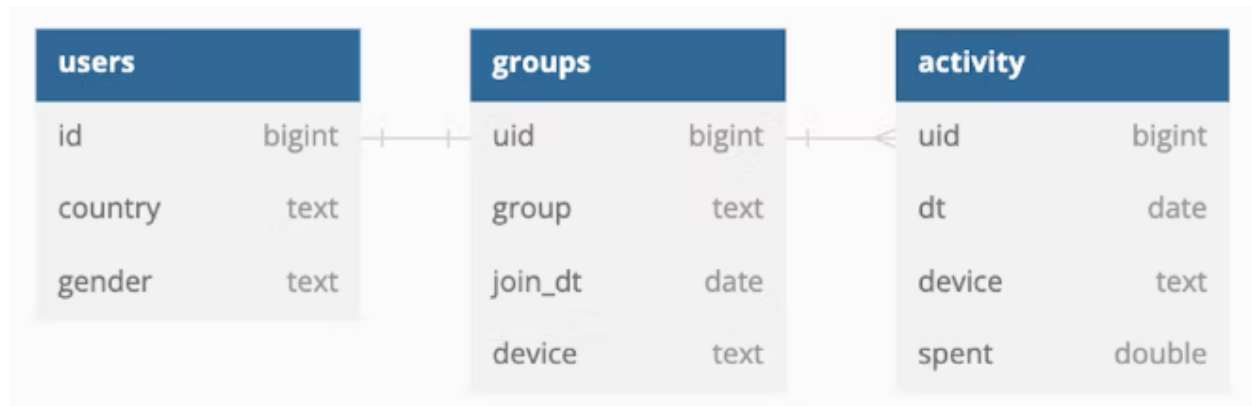 users
id bigint
country text
gender text
groups
uid bigint
group text
join_dt date
device text
activity
uid bigint
dt date
device text
spent double